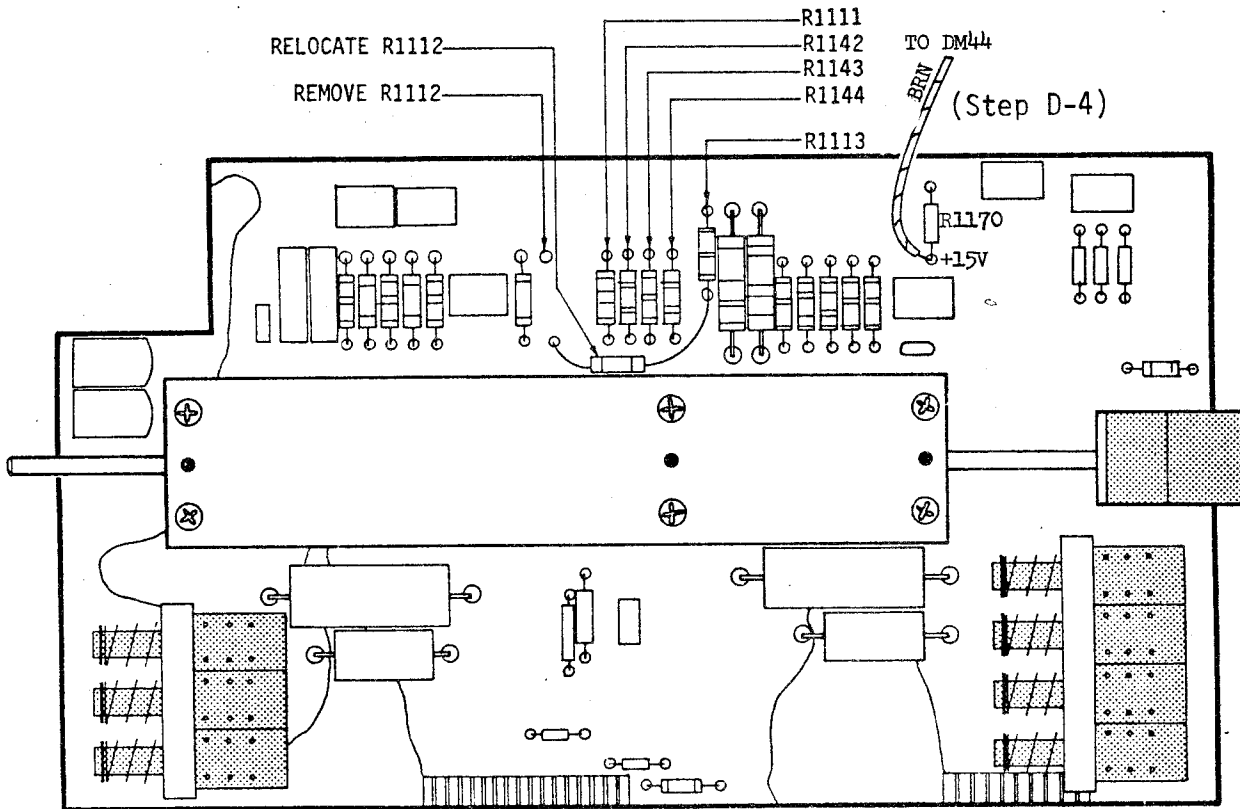 RELOCATE R1112
REMOVE R1112
R1111
R1142
R1143
R1144
R1113
TO DM44
BRN
(Step D-4)
R1170
+15V